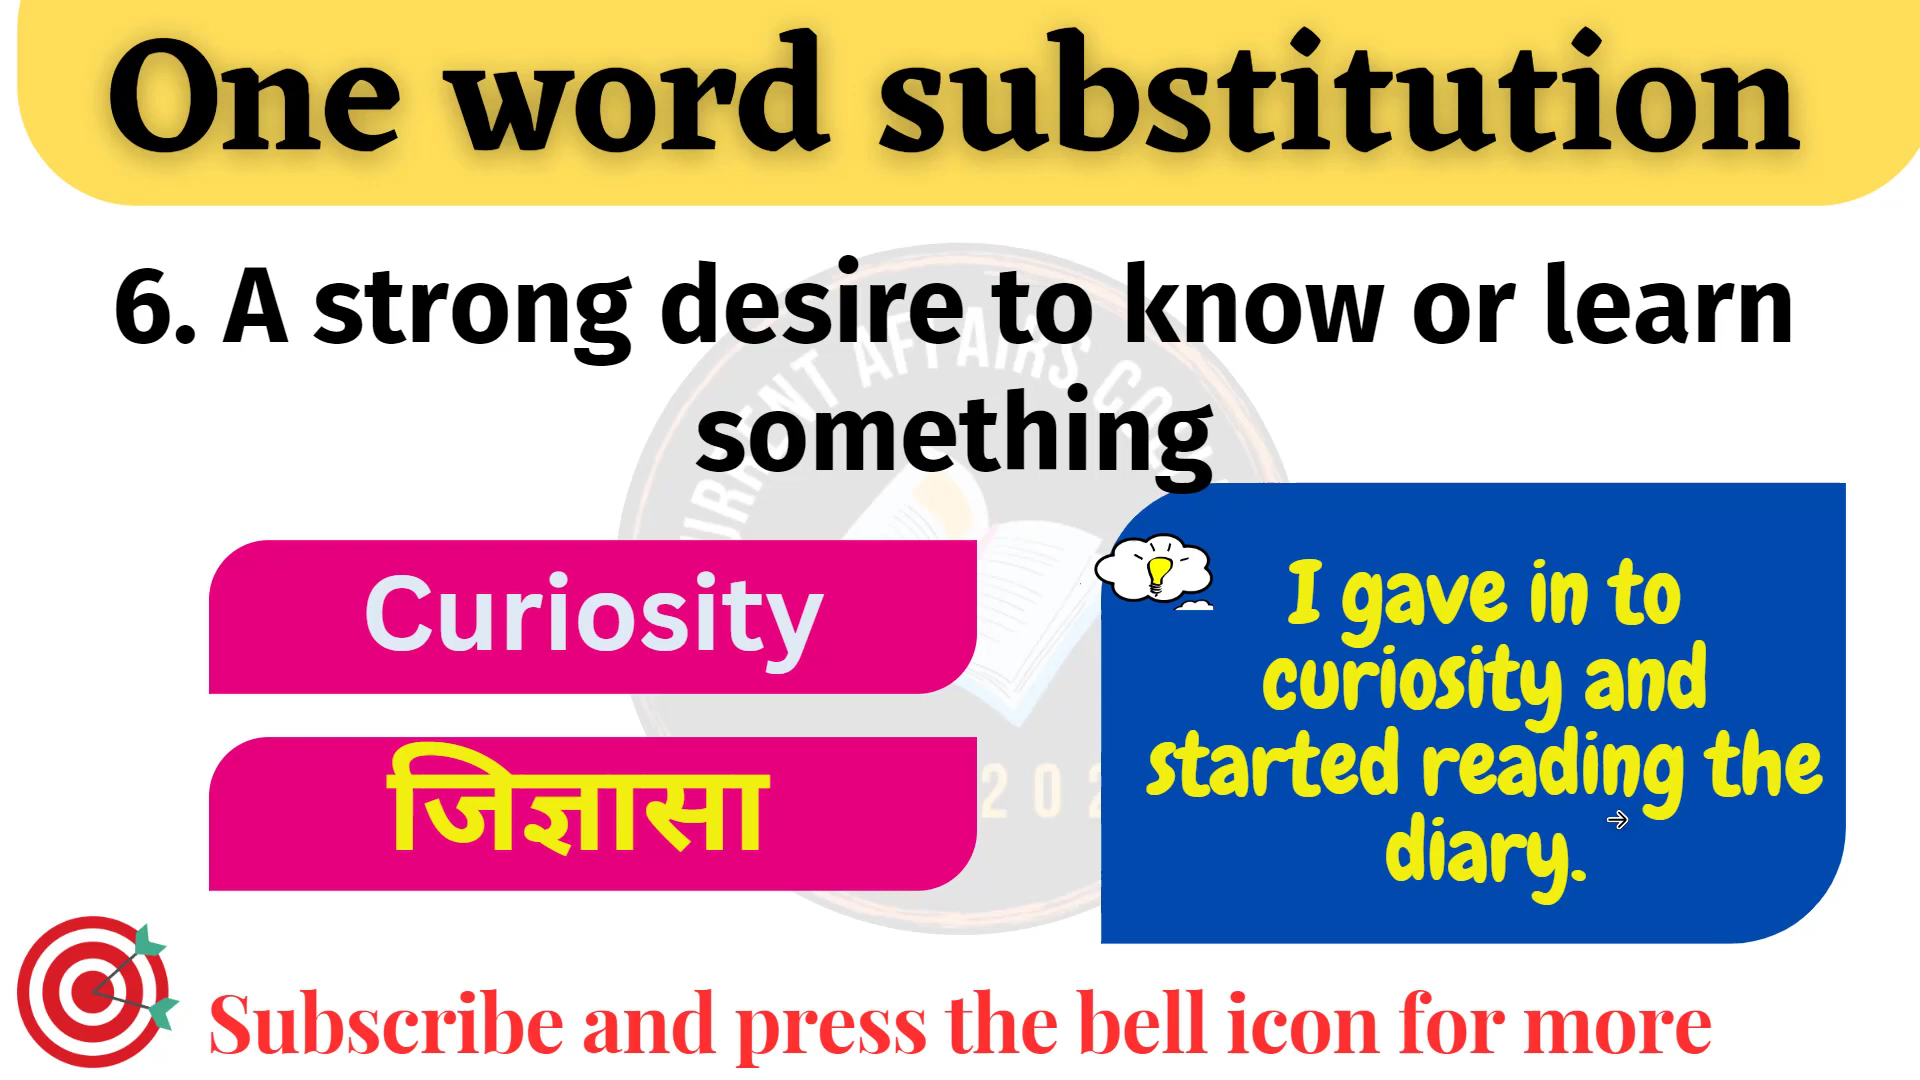 One word substitution
6. A strong desire to know or learn
something
Curiosity
जिज्ञासा
I gave in to
curiosity and
started reading the
diary.
Subscribe and press the bell icon for more